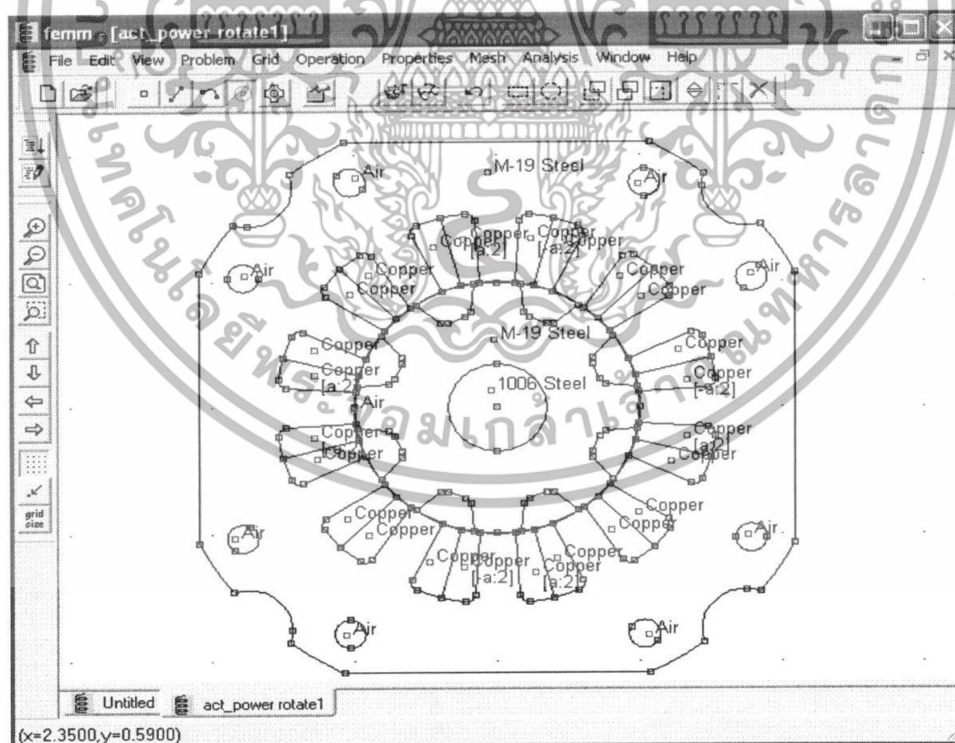 femm - [act_power rotate1]
File Edit View Problem Grid Operation Properties Mesh Analysis Window Help
Air
M-19 Steel
Air
Copper
[a:2]
Copper
[-a:2]
Copper
Air
Copper
Copper
Copper
Copper
Air
M-19 Steel
Copper
Copper
[a:2]
Copper
Copper
[-a:2]
1006 Steel
Air
Copper
Copper
Copper
[a:2]
Copper
Copper
Copper
Copper
Copper
Air
Air
Copper
Copper
[-a:2]
Copper
Copper
[a:2]
Air
Air
grid
size
Untitled
act_power rotate1
(x=2.3500,y=0.5900)